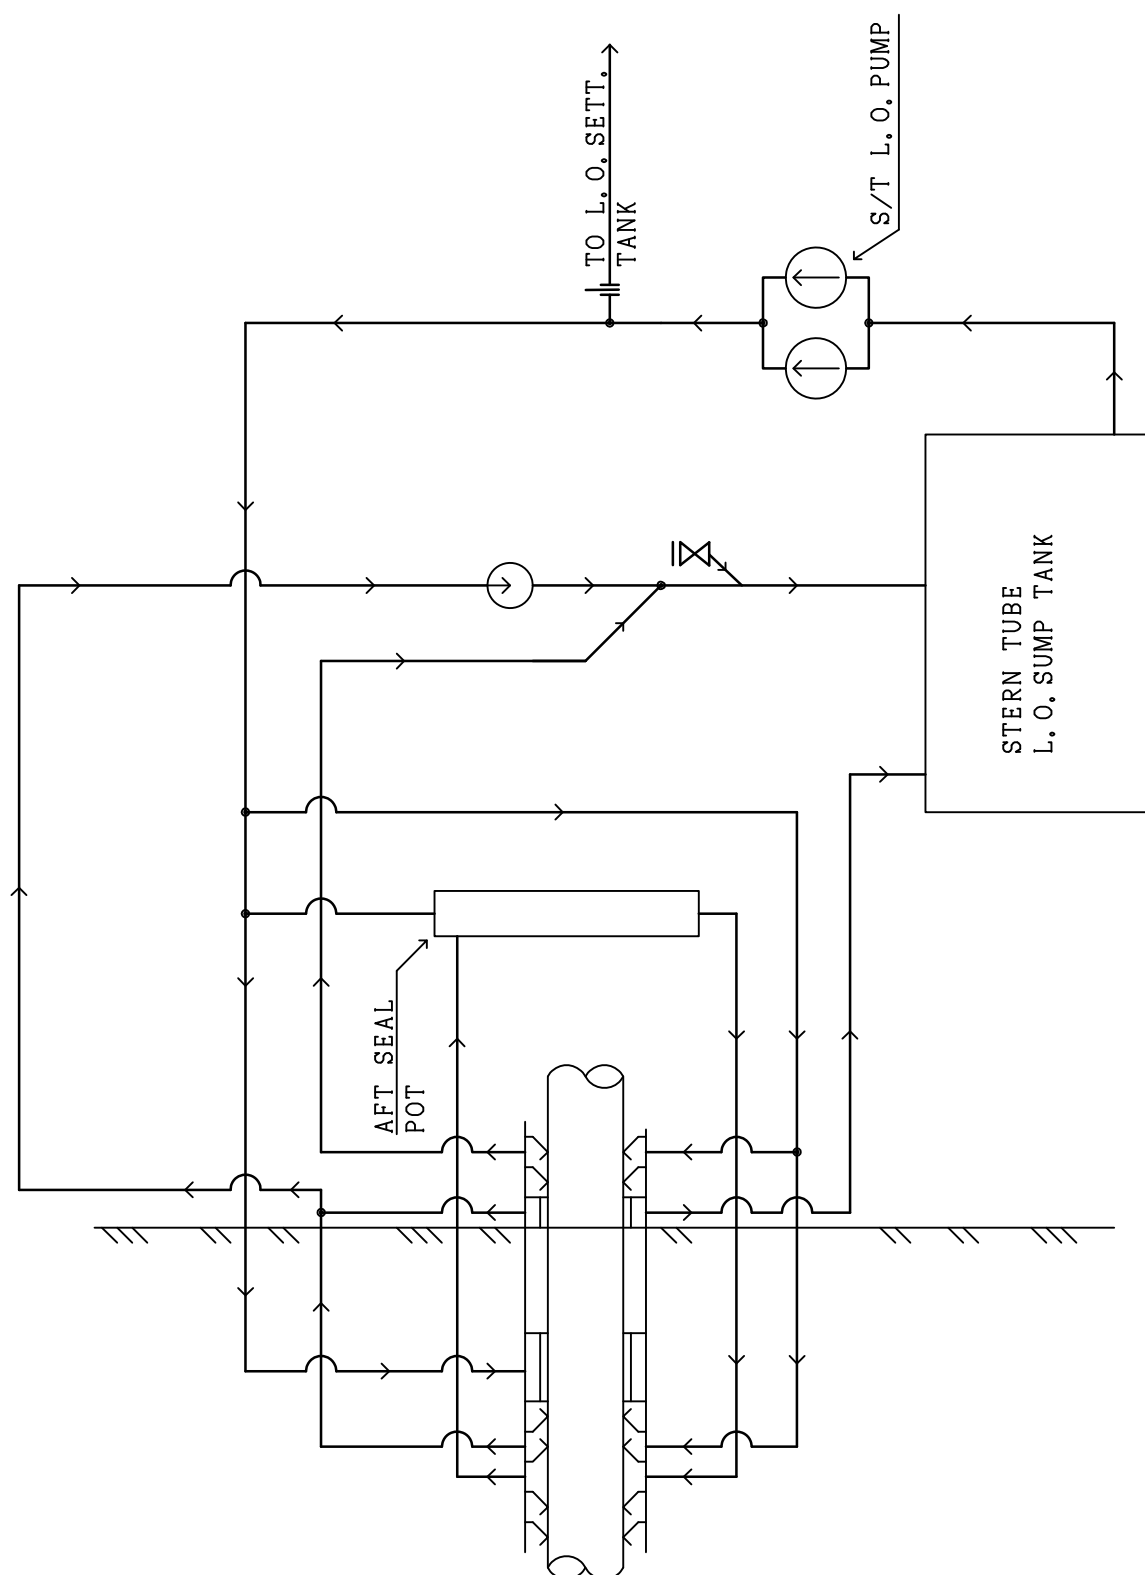 TO L.O.SETT.
TANK
S/T L.O.PUMP
STERN TUBE
L.O.SUMP TANK
AFT SEAL
POT